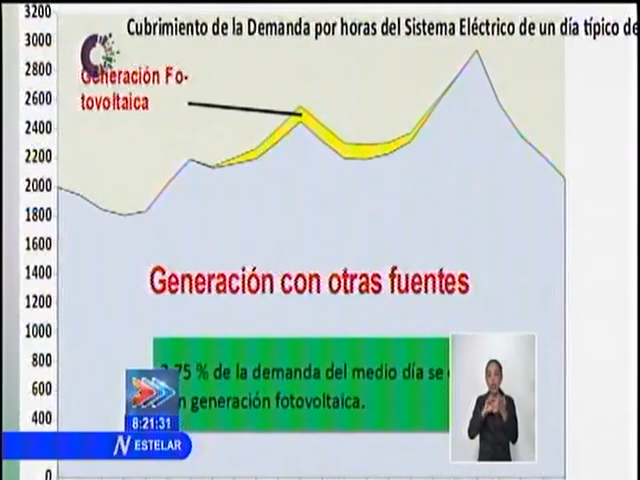 3200
Cubrimiento de la Demanda por horas del Sistema Eléctrico de un día típico de
3000
2800
Generación Fo-
tovoltaica
2600
2400
2200
2000
1800
1600
1400
Generación con otras fuentes
1200
1000
800
75 % de la demanda del medio día se
600
generación fotovoltaica.
400
8:21:31
N ESTELAR
0